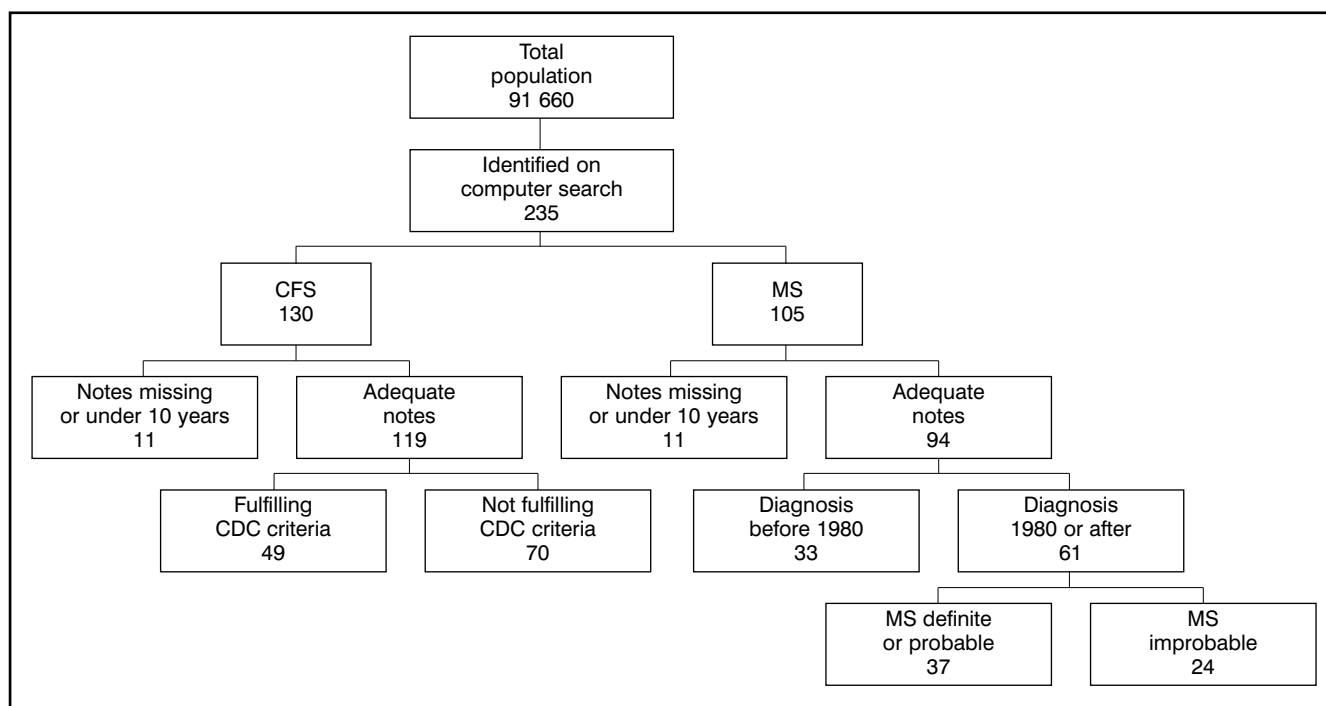 Total
population
91 660
Identified on
computer search
235
CFS
130
MS
105
Notes missing
or under 10 years
11
Adequate
notes
119
Notes missing
or under 10 years
11
Adequate
notes
94
Fulfilling
CDC criteria
49
Not fulfilling
CDC criteria
70
Diagnosis
before 1980
33
Diagnosis
1980 or after
61
MS definite
or probable
37
MS
improbable
24